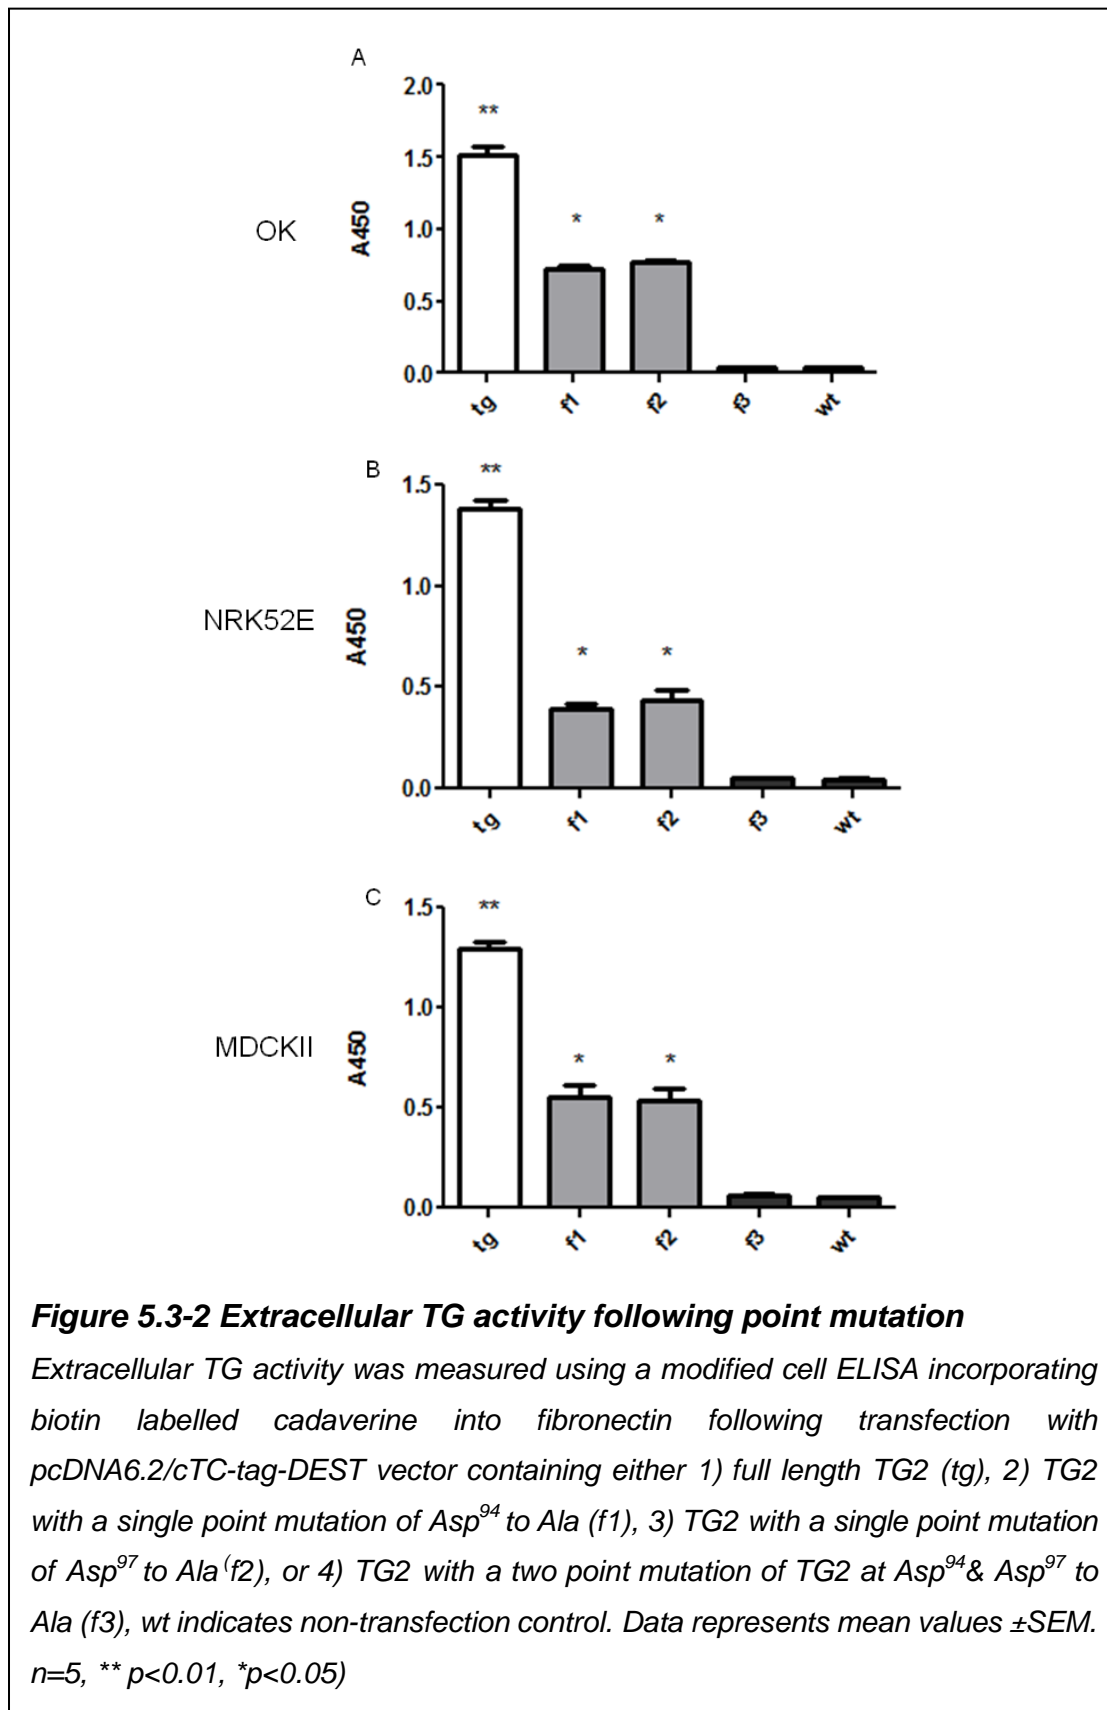 A
2.0
**
1.5
OK
A450
1.0
*
*
0.5
0.0
tg
f1
f2
f3
wt
B
1.5
**
1.0
NRK52E
A450
*
*
0.5
0.0
tg
f1
f2
f3
wt
C
1.5
**
1.0
MDCKII
A450
*
*
0.5
0.0
tg
f1
f2
f3
wt
Figure 5.3-2 Extracellular TG activity following point mutation
Extracellular TG activity was measured using a modified cell ELISA incorporating
biotin labelled cadaverine into fibronectin following transfection with
pcDNA6.2/cTC-tag-DEST vector containing either 1) full length TG2 (tg), 2) TG2
with a single point mutation of Asp⁹⁴ to Ala (f1), 3) TG2 with a single point mutation
of Asp⁹⁷ to Ala ⁽f2), or 4) TG2 with a two point mutation of TG2 at Asp⁹⁴& Asp⁹⁷ to
Ala (f3), wt indicates non-transfection control. Data represents mean values ±SEM.
n=5, ** p<0.01, *p<0.05)